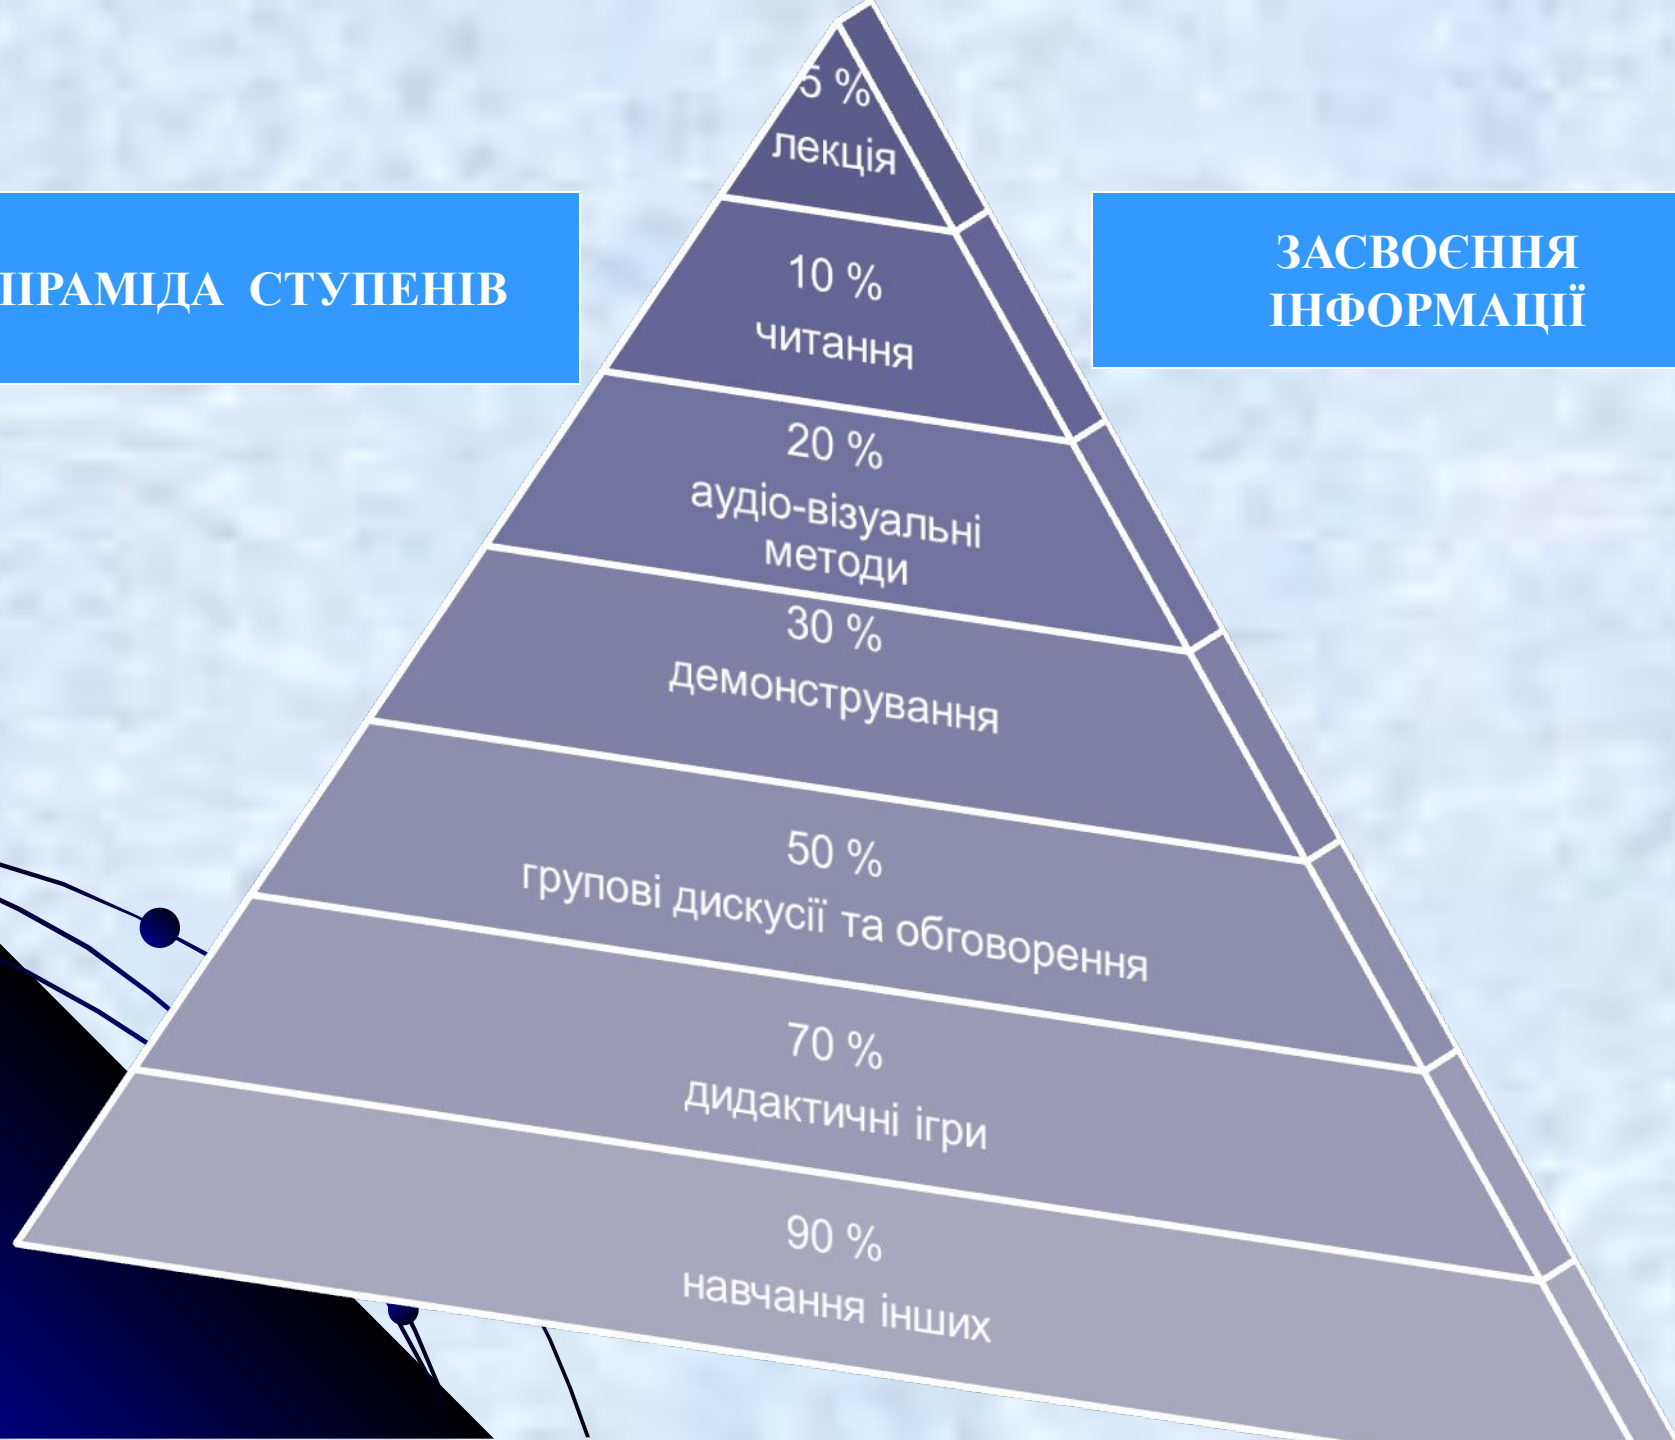 ПІРАМІДА СТУПЕНІВ
ЗАСВОЄННЯ
ІНФОРМАЦІЇ
5 %
лекція
10 %
читання
20 %
аудіо-візуальні
методи
30 %
демонстрування
50 %
групові дискусії та обговорення
70 %
дидактичні ігри
90 %
навчання інших